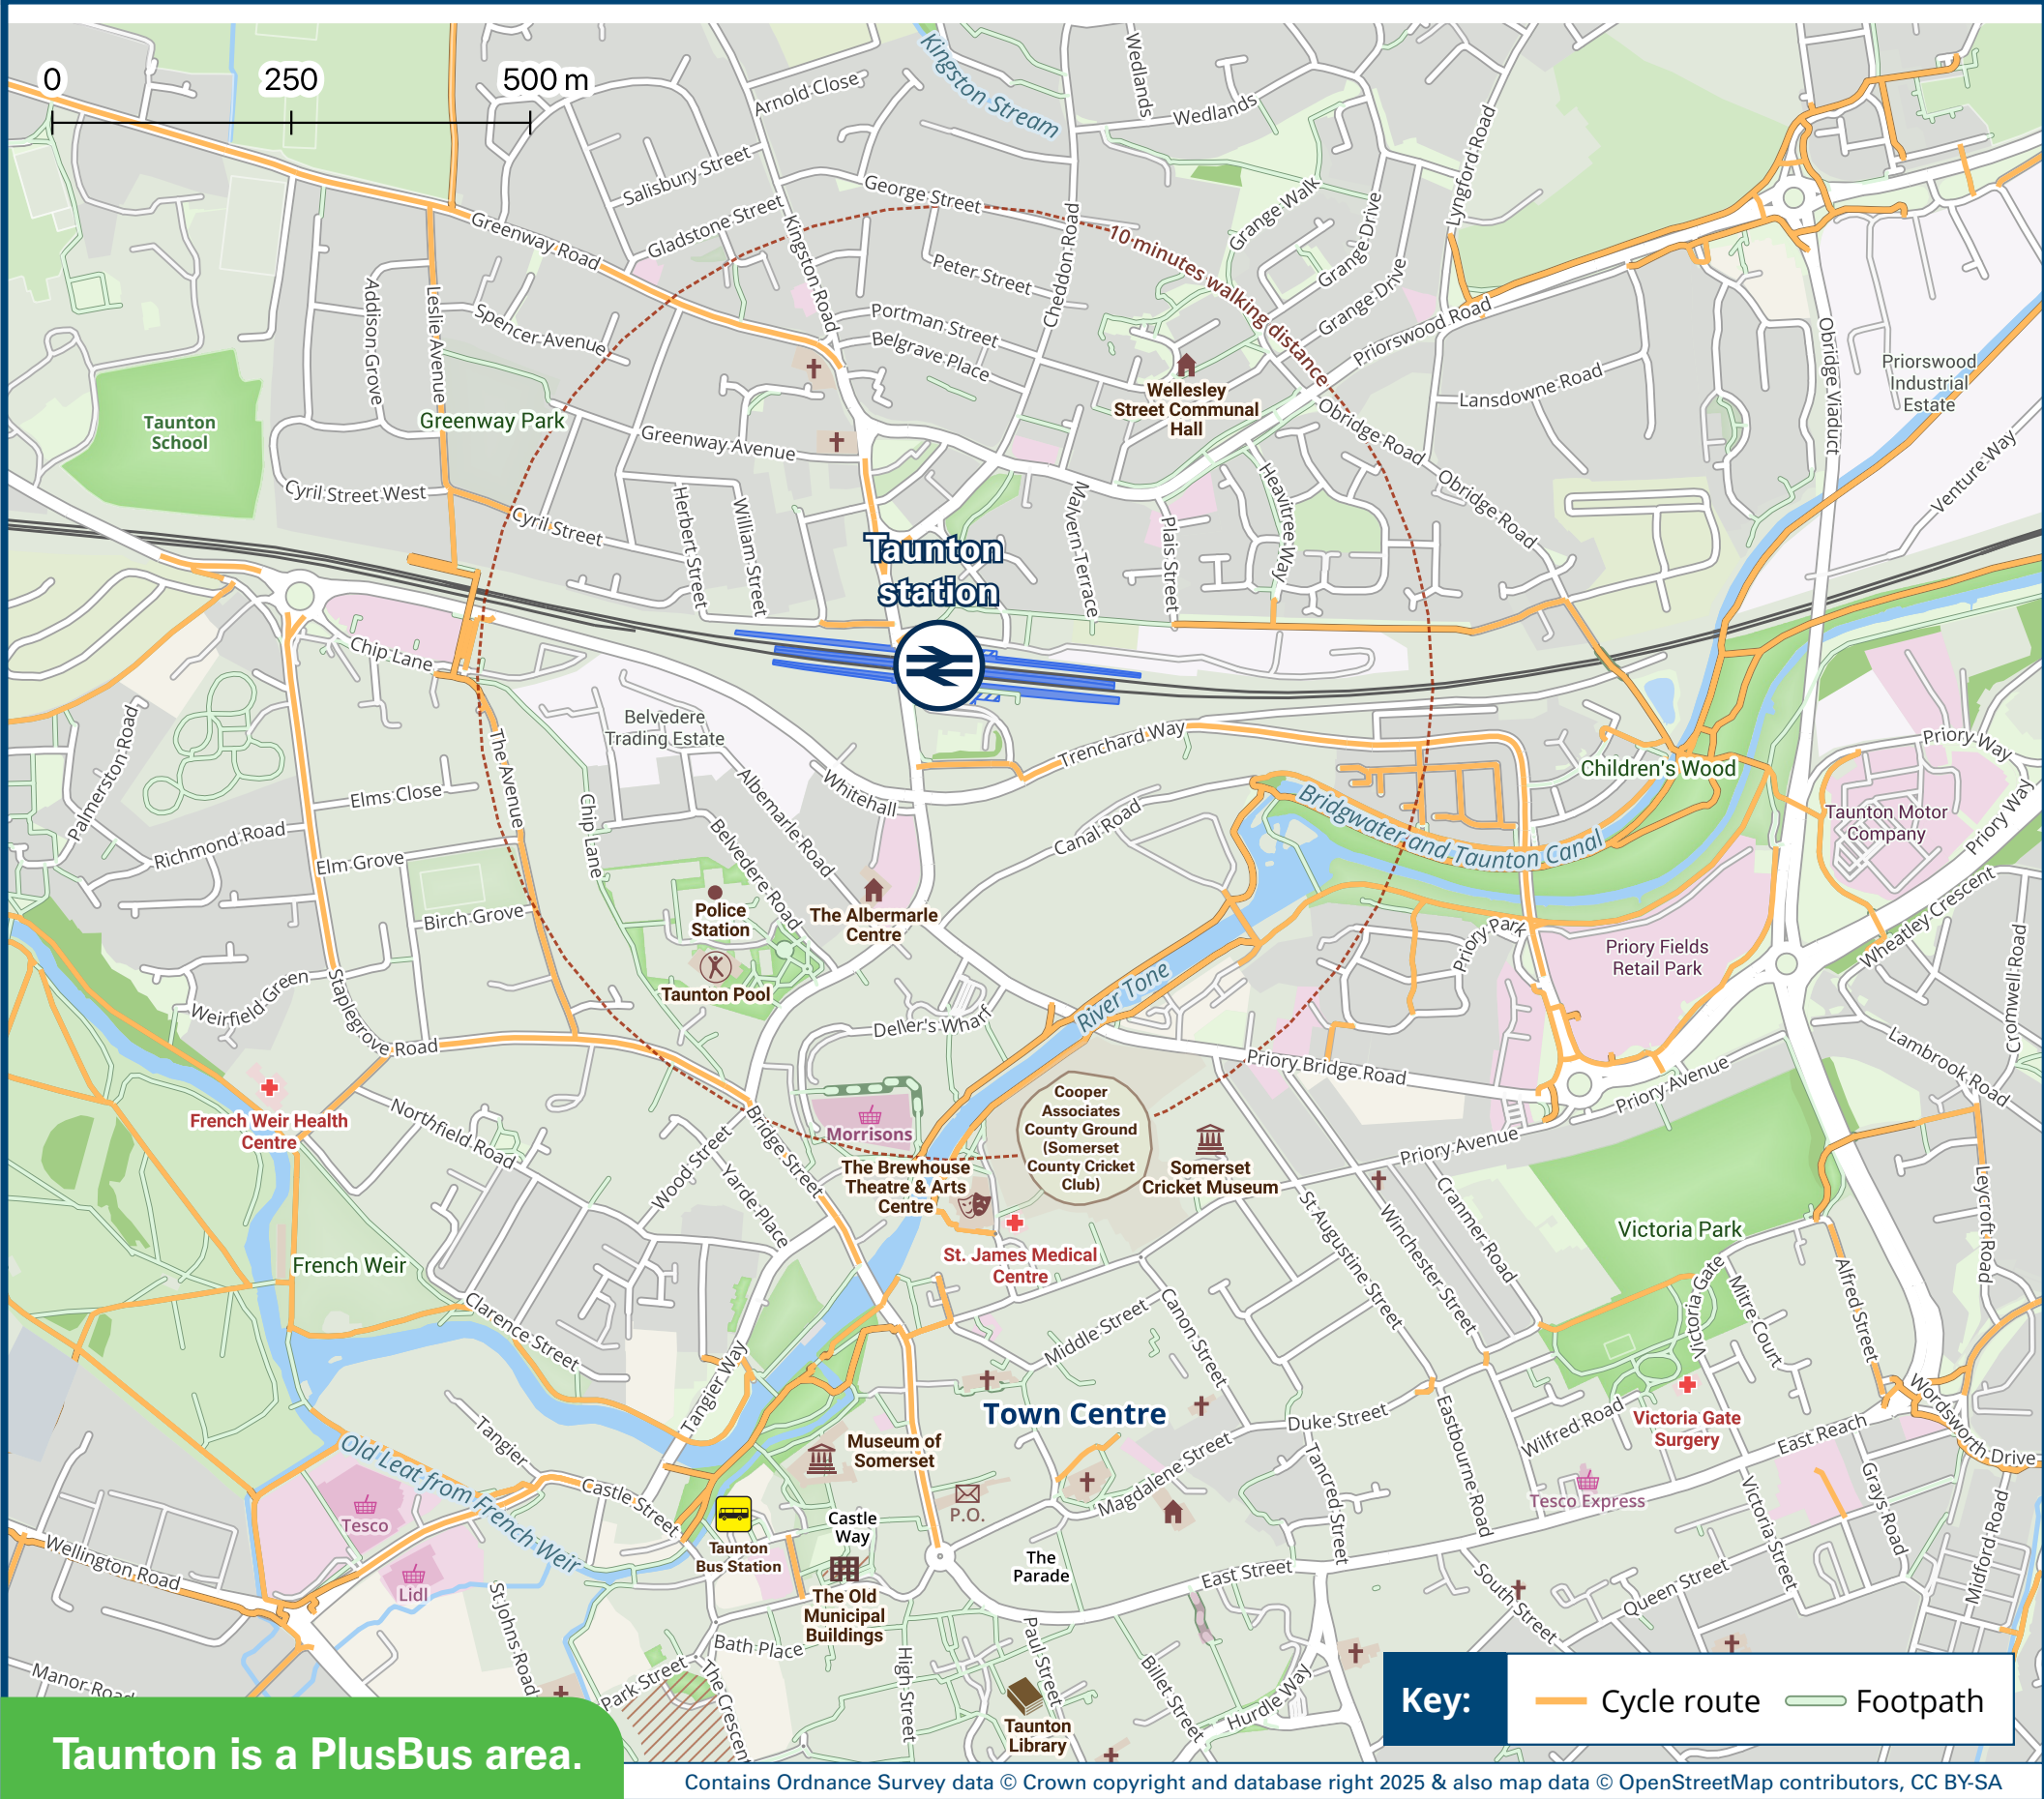 0 250 500 m
Kingston Stream
Wedlands
Wedlands
Arnold Close
Salisbury Street
George Street
Gladstone Street
Kingston Road
Cheddon Road
Grange Walk
Grange Drive
Grange Drive
Lyngford Road
Greenway Road
10 minutes walking distance
Peter Street
Portman Street
Belgrave Place
Priorswood Road
Addison Grove
Leslie Avenue
Spencer Avenue
Obridge Viaduct
Priorswood
Industrial
Estate
Lansdowne Road
Wellesley
Street Communal
Hall
Taunton
School
Greenway Park
Greenway Avenue
Obridge Road
Obridge Road
Venture Way
Cyril Street West
Cyril Street
Herbert Street
William Street
Malvern Terrace
Plais Street
Heavitree Way
Taunton
station
Chip Lane
Belvedere
Trading Estate
Palmerston Road
The Avenue
Trenchard Way
Priory Way
Children's Wood
Elms Close
Whitehall
Albemarle Road
Canal Road
Bridgwater and Taunton Canal
Taunton Motor
Company
Priory Way
Richmond Road
Elm Grove
Chip Lane
Belvedere Road
Birch Grove
Police
Station
The Albermarle
Centre
Priory Park
Priory Fields
Retail Park
Wheatley Crescent
Cromwell Road
Taunton Pool
Weirfield Green
Staplegrove Road
River Tone
Deller's Wharf
Priory Bridge Road
Lambrook Road
Priory Avenue
French Weir Health
Centre
Northfield Road
Bridge Street
Morrisons
Cooper
Associates
County Ground
(Somerset
County Cricket
Club)
Priory Avenue
Wood Street
Yarde Place
The Brewhouse
Theatre & Arts
Centre
Somerset
Cricket Museum
St Augustine Street
Winchester Street
Cranmer Road
Leycroft Road
Victoria Park
French Weir
St. James Medical
Centre
Victoria Gate
Mitre Court
Alfred Street
Clarence Street
Middle Street
Canon Street
Tangier Way
Town Centre
Duke Street
Eastbourne Road
Wilfred Road
Victoria Gate
Surgery
East Reach
Wordsworth Drive
Tangier
Old Leat from French Weir
Museum of
Somerset
Magdalene Street
Tancred Street
Tesco Express
Victoria Street
Grays Road
Castle Street
Tesco
P.O.
Castle
Way
Taunton
Bus Station
The
Parade
East Street
Midford Road
Wellington Road
Lidl
St Johns Road
The Old
Municipal
Buildings
South Street
Queen Street
Bath Place
Park Street
The Crescent
High Street
Paul Street
Billet Street
Hurdle Way
Manor Road
Taunton
Library
Key: Cycle route Footpath
Taunton is a PlusBus area.
Contains Ordnance Survey data © Crown copyright and database right 2025 & also map data © OpenStreetMap contributors, CC BY-SA